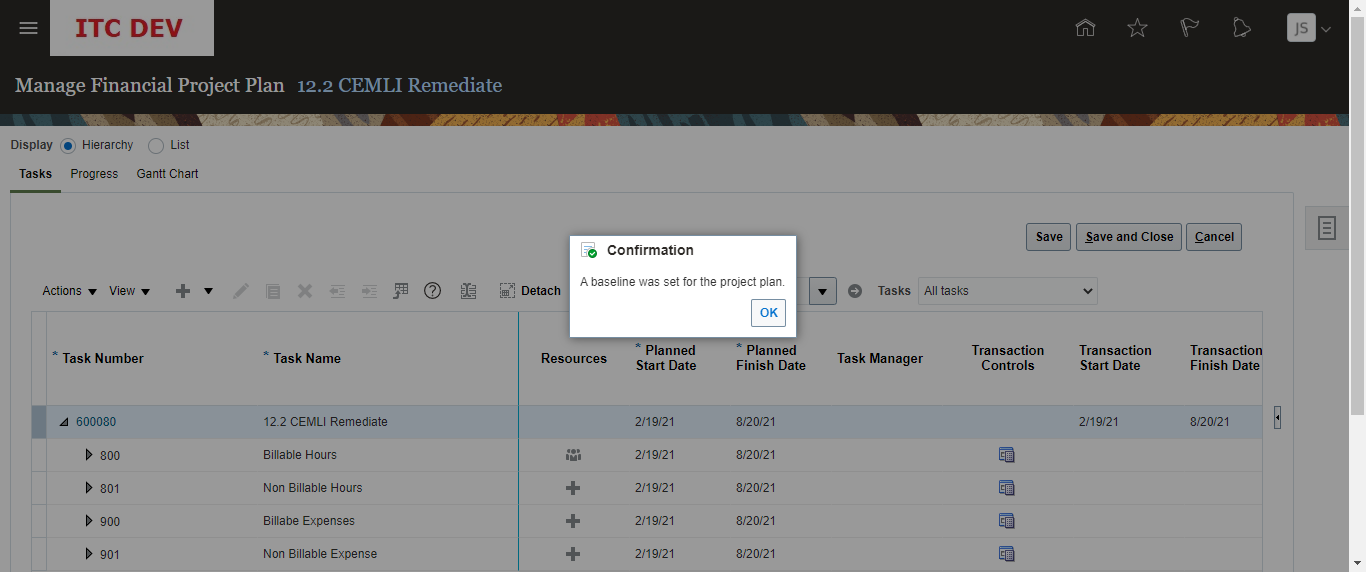 ITC DEV
JS
Manage Financial Project Plan 12.2 CEMLI Remediate
Display Hierarchy List
Tasks Progress Gantt Chart
Save Save and Close Cancel
Confirmation
A baseline was set for the project plan.
OK
Actions View Detach Tasks All tasks
* Task Number * Task Name Resources * Planned Start Date * Planned Finish Date Task Manager Transaction Controls Transaction Start Date Transaction Finish Date
600080 12.2 CEMLI Remediate 2/19/21 8/20/21 2/19/21 8/20/21
800 Billable Hours 2/19/21 8/20/21
801 Non Billable Hours 2/19/21 8/20/21
900 Billabe Expenses 2/19/21 8/20/21
901 Non Billable Expense 2/19/21 8/20/21